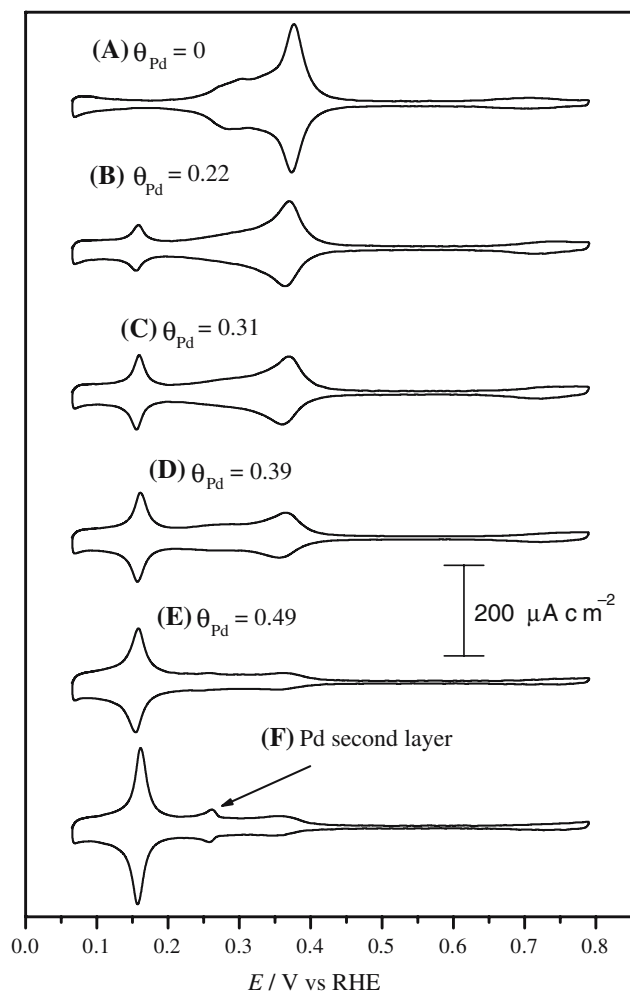 (A) θPd = 0
(B) θPd = 0.22
(C) θPd = 0.31
(D) θPd = 0.39
200 µA cm−2
(E) θPd = 0.49
(F) Pd second layer
0.0 0.1 0.2 0.3 0.4 0.5 0.6 0.7 0.8
E / V vs RHE